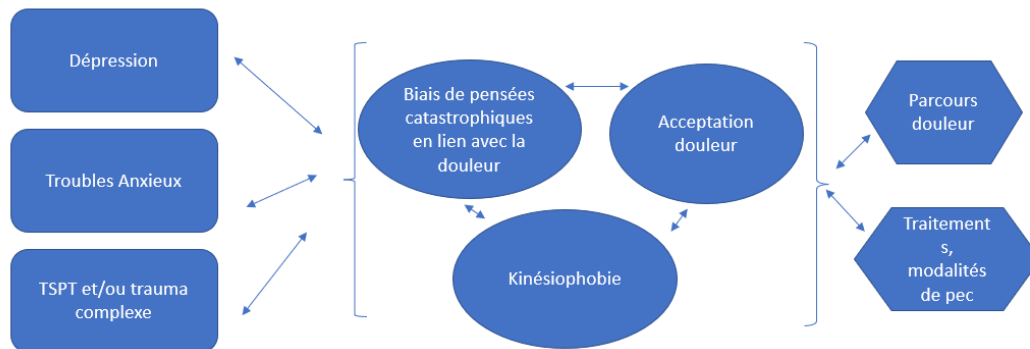 Dépression
Troubles Anxieux
TSPT et/ou trauma
complexe
Biais de pensées
catastrophiques
en lien avec la
douleur
Acceptation
douleur
Kinésiophobie
Parcours
douleur
Traitement
s,
modalités
de pec